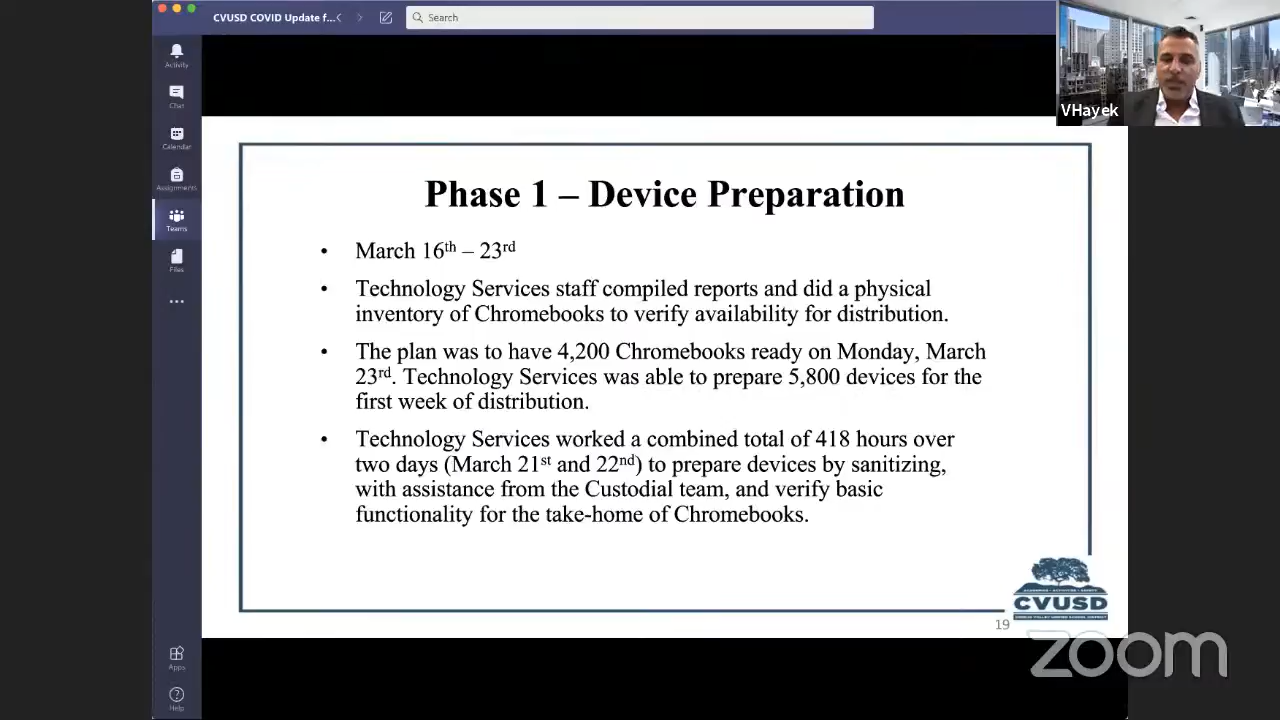 CVUSD COVID Update f...
Search
VHayek
Activity
Chat
Calendar
Assignments
Teams
Files
Phase 1 – Device Preparation
• March 16th – 23rd
• Technology Services staff compiled reports and did a physical
inventory of Chromebooks to verify availability for distribution.
• The plan was to have 4,200 Chromebooks ready on Monday, March
23rd. Technology Services was able to prepare 5,800 devices for the
first week of distribution.
• Technology Services worked a combined total of 418 hours over
two days (March 21st and 22nd) to prepare devices by sanitizing,
with assistance from the Custodial team, and verify basic
functionality for the take-home of Chromebooks.
CVUSD
19
Apps
Help
zoom